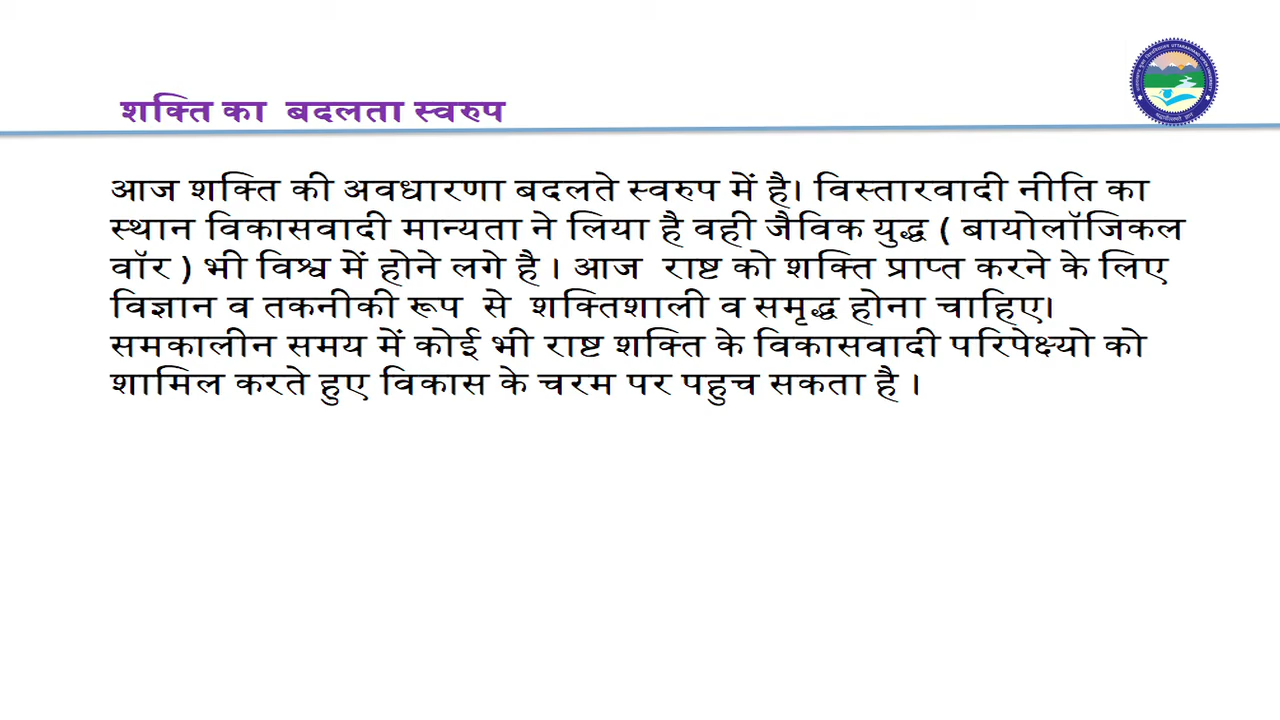 शक्ति का बदलता स्वरुप
आज शक्ति की अवधारणा बदलते स्वरुप में है। विस्तारवादी नीति का
स्थान विकासवादी मान्यता ने लिया है वही जैविक युद्ध ( बायोलॉजिकल
वॉर ) भी विश्व में होने लगे है । आज राष्ट को शक्ति प्राप्त करने के लिए
विज्ञान व तकनीकी रूप से शक्तिशाली व समृद्ध होना चाहिए।
समकालीन समय में कोई भी राष्ट शक्ति के विकासवादी परिपेक्ष्यो को
शामिल करते हुए विकास के चरम पर पहुच सकता है ।